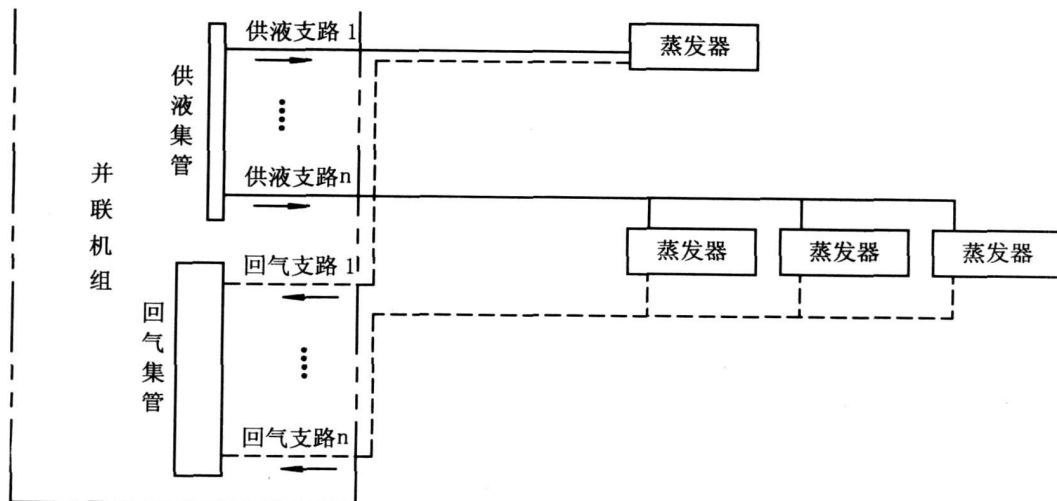 供液支路1
蒸发器
供液集管
供液支路n
并联机组
蒸发器
蒸发器
蒸发器
回气支路1
回气集管
回气支路n